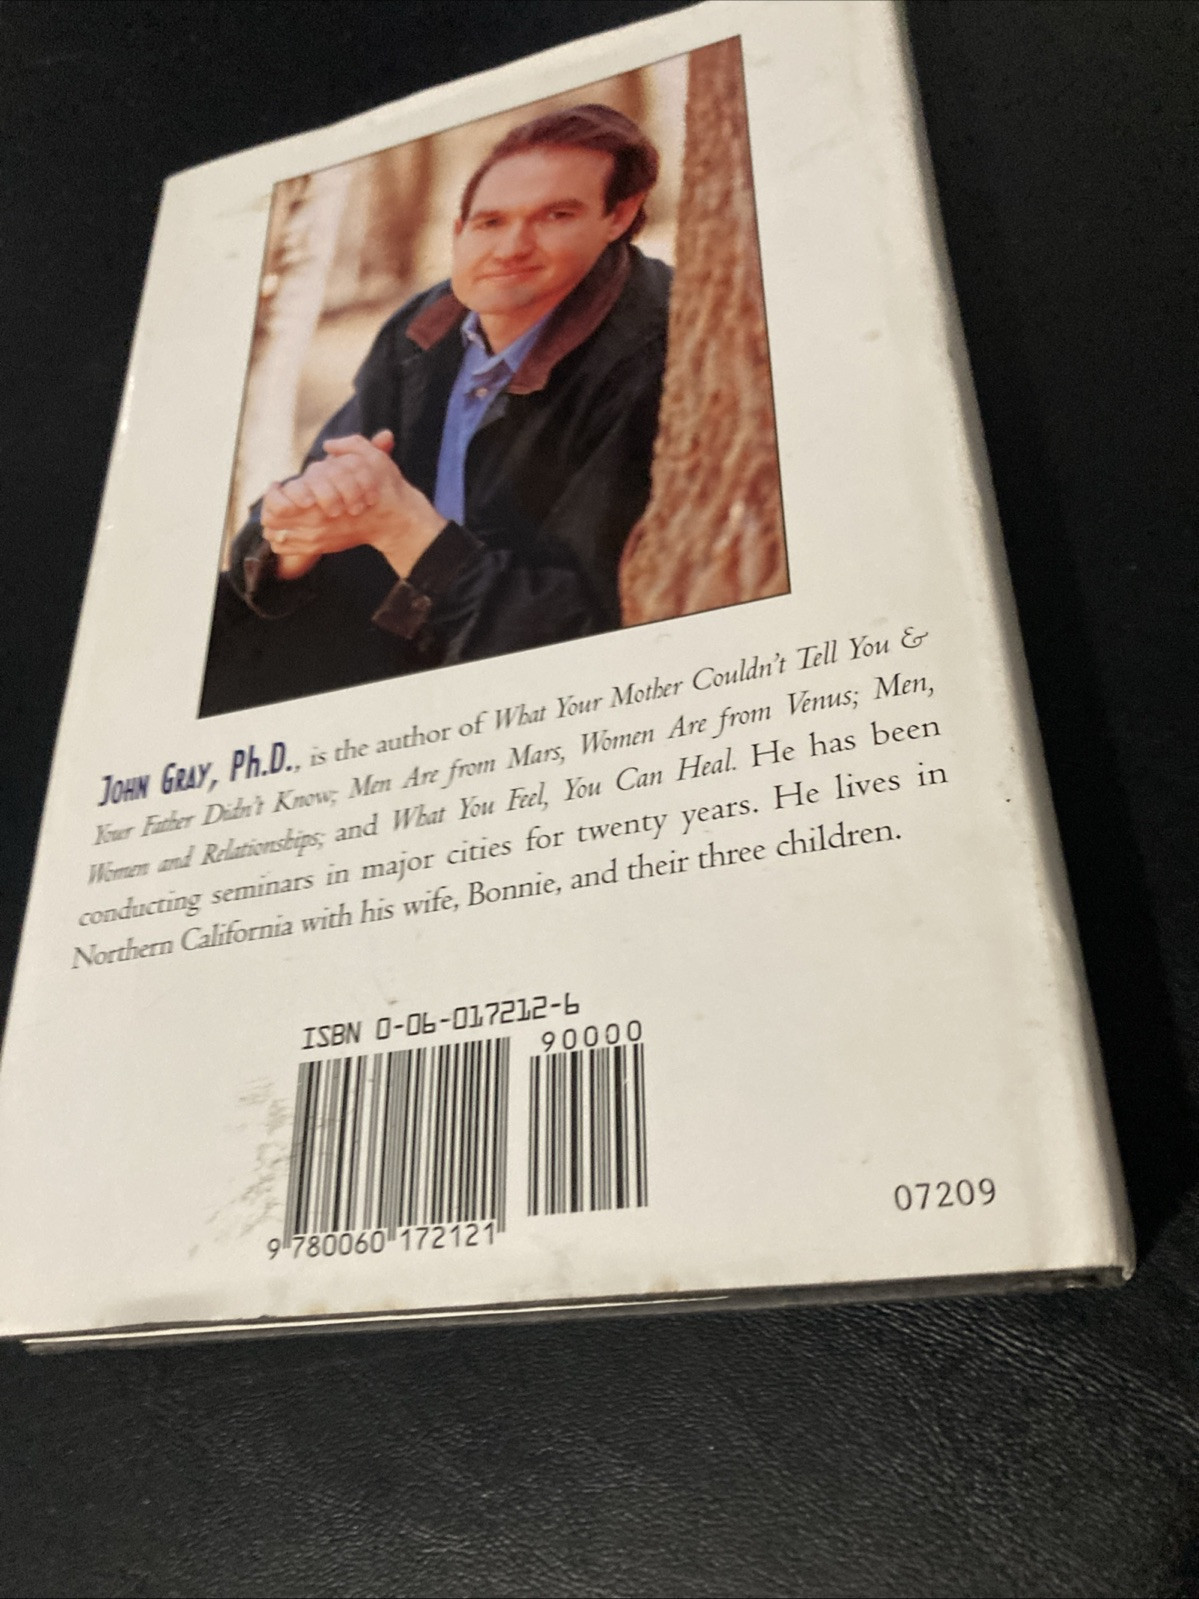 JOHN GRAY, Ph.D., is the author of What Your Mother Couldn't Tell You &
Your Father Didn't Know; Men Are from Mars, Women Are from Venus; Men,
Women and Relationships; and What You Feel, You Can Heal. He has been
conducting seminars in major cities for twenty years. He lives in
Northern California with his wife, Bonnie, and their three children.
ISBN 0-06-017212-6
90000
9 780060 172121
07209